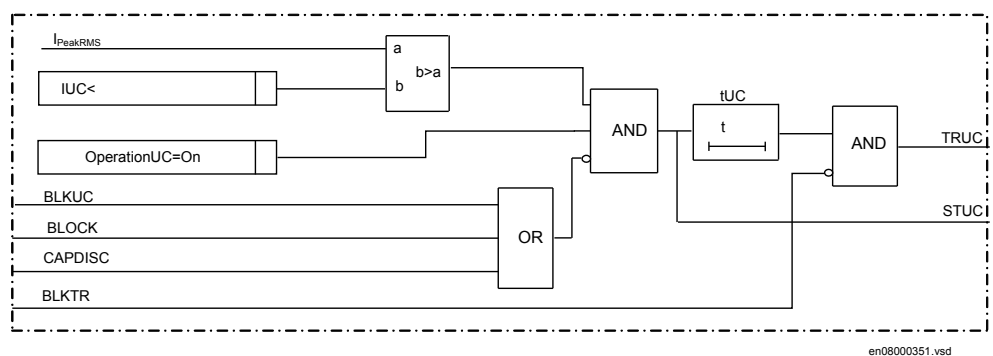 IPeakRMS
a
b>a
IUC<
b
tUC
AND
t
AND
TRUC
OperationUC=On
BLKUC
STUC
BLOCK
OR
CAPDISC
BLKTR
en08000351.vsd